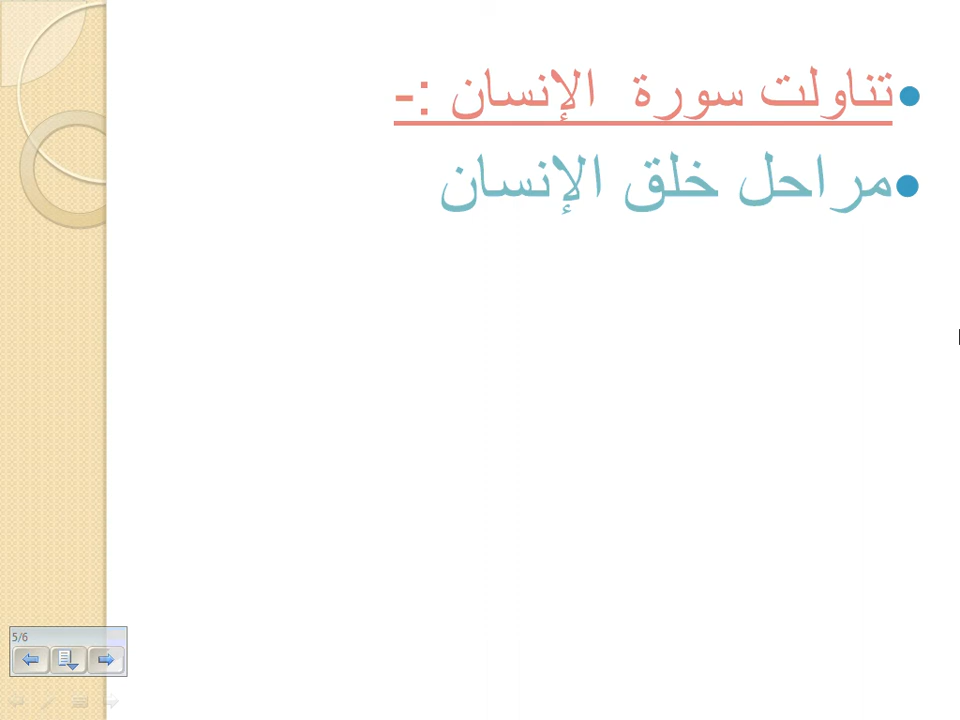 •تناولت سورة الإنسان :-
•مراحل خلق الإنسان
5/6